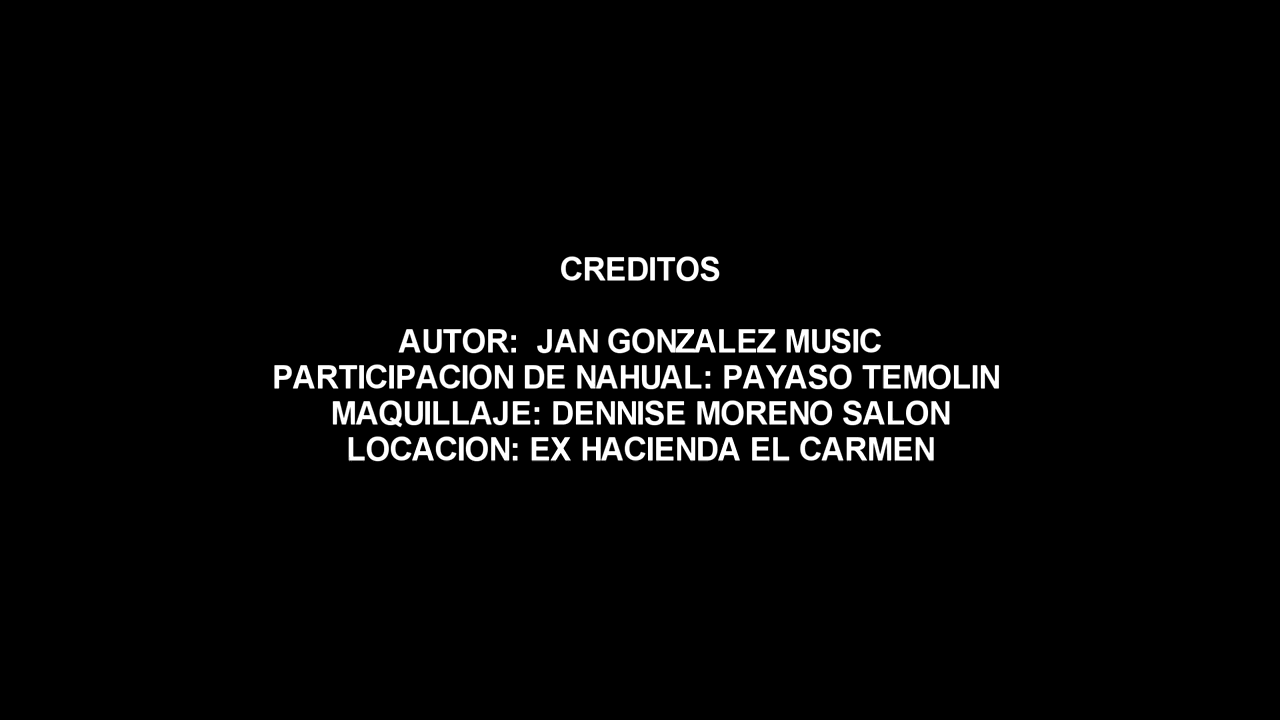 CREDITOS
AUTOR:  JAN GONZALEZ MUSIC
PARTICIPACION DE NAHUAL: PAYASO TEMOLIN
MAQUILLAJE: DENNISE MORENO SALON
LOCACION: EX HACIENDA EL CARMEN